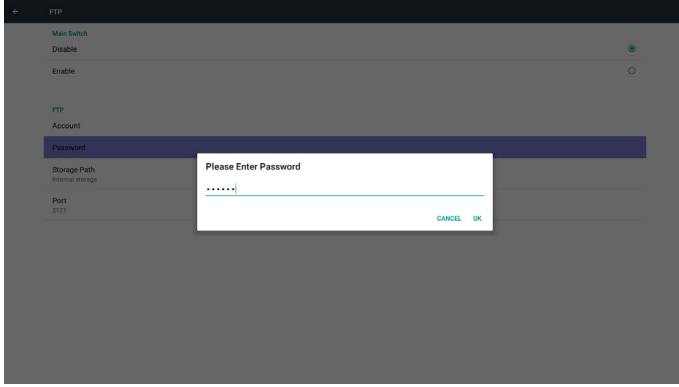 ← FTP
Main Switch
Disable
Enable
FTP
Account
Password
Storage Path
Internal storage
Port
2121
Please Enter Password
••••••
CANCEL OK